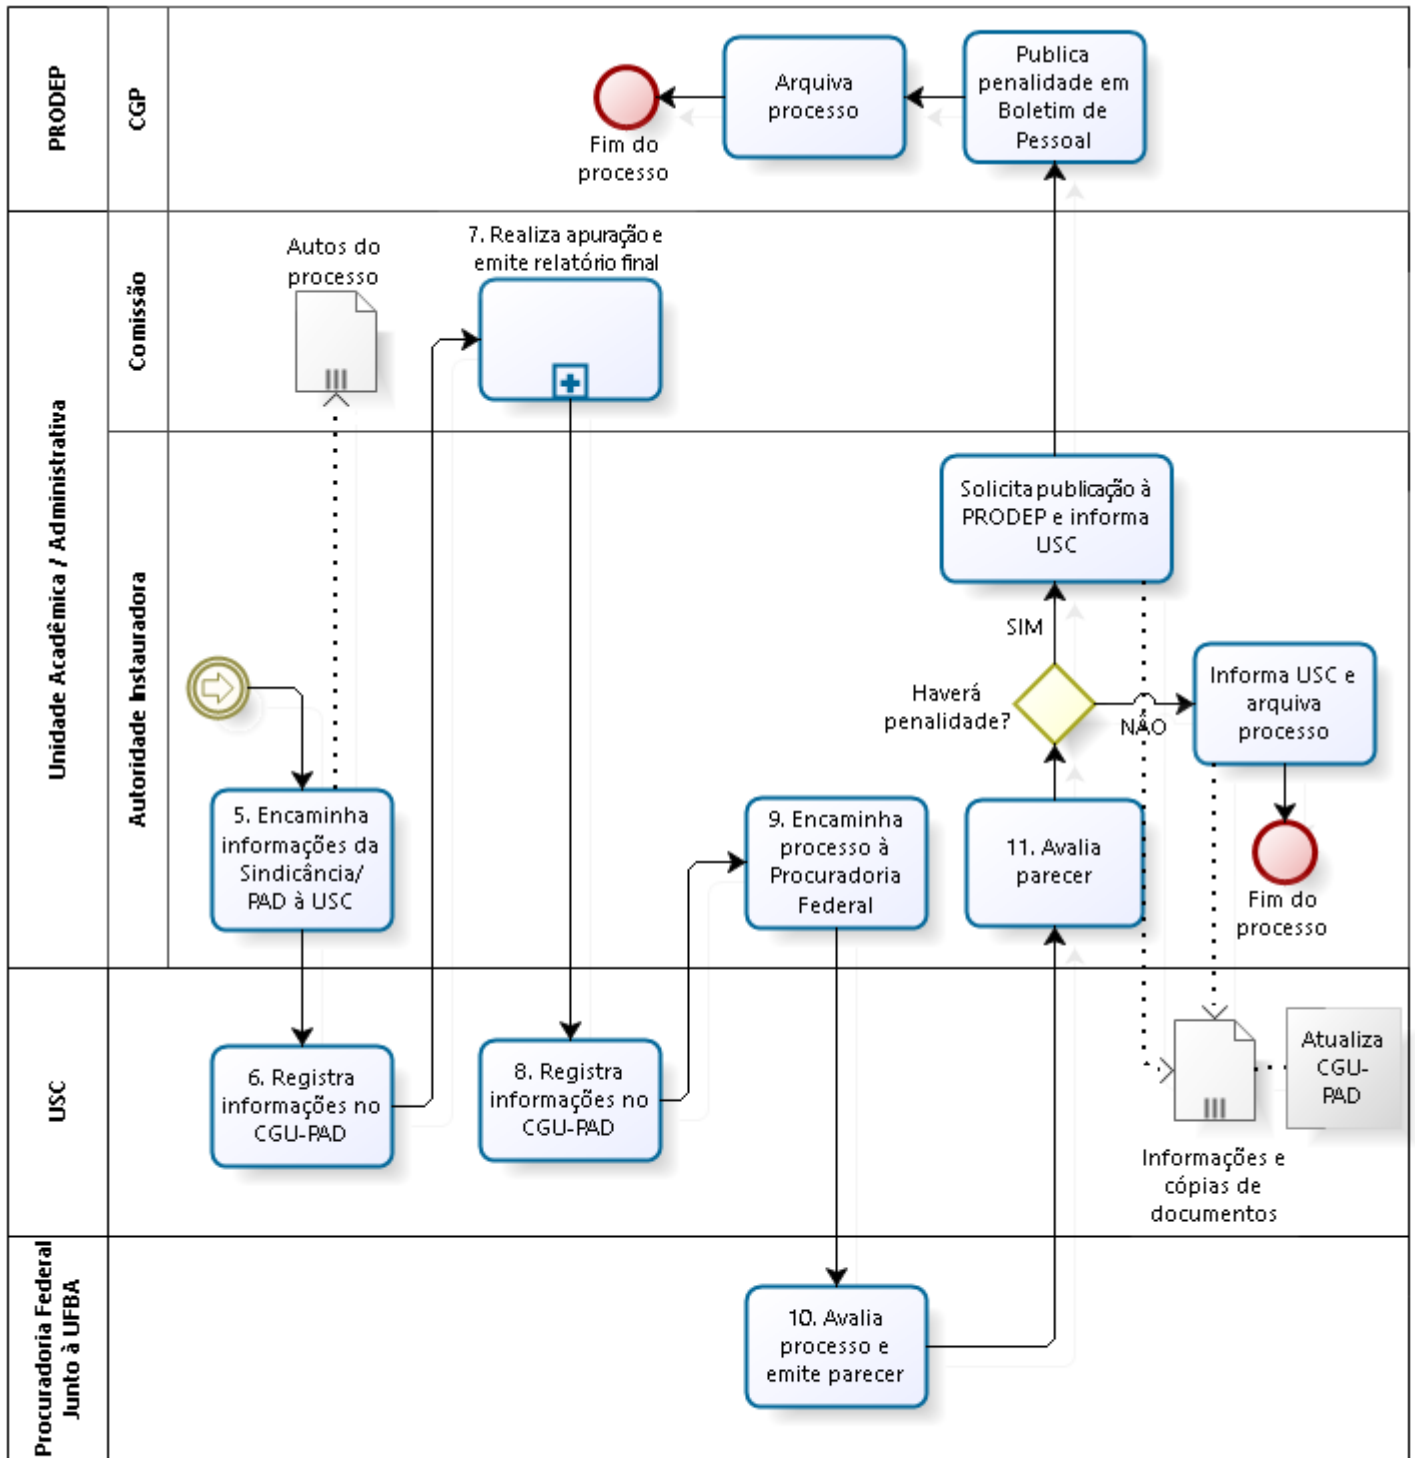 PRODEP
CGP
Fim do
processo
Arquiva
processo
Publica
penalidade em
Boletim de
Pessoal
Unidade Acadêmica / Administrativa
Comissão
Autos do
processo
7. Realiza apuração e
emite relatório final
Autoridade Instauradora
Solicita publicação à
PRODEP e informa
USC
SIM
Haverá
penalidade?
NÃO
Informa USC e
arquiva
processo
5. Encaminha
informações da
Sindicância/
PAD à USC
9. Encaminha
processo à
Procuradoria
Federal
11. Avalia
parecer
Fim do
processo
USC
6. Registra
informações no
CGU-PAD
8. Registra
informações no
CGU-PAD
Atualiza
CGU-
PAD
Informações e
cópias de
documentos
Procuradoria Federal
Junto à UFBA
10. Avalia
processo e
emite parecer